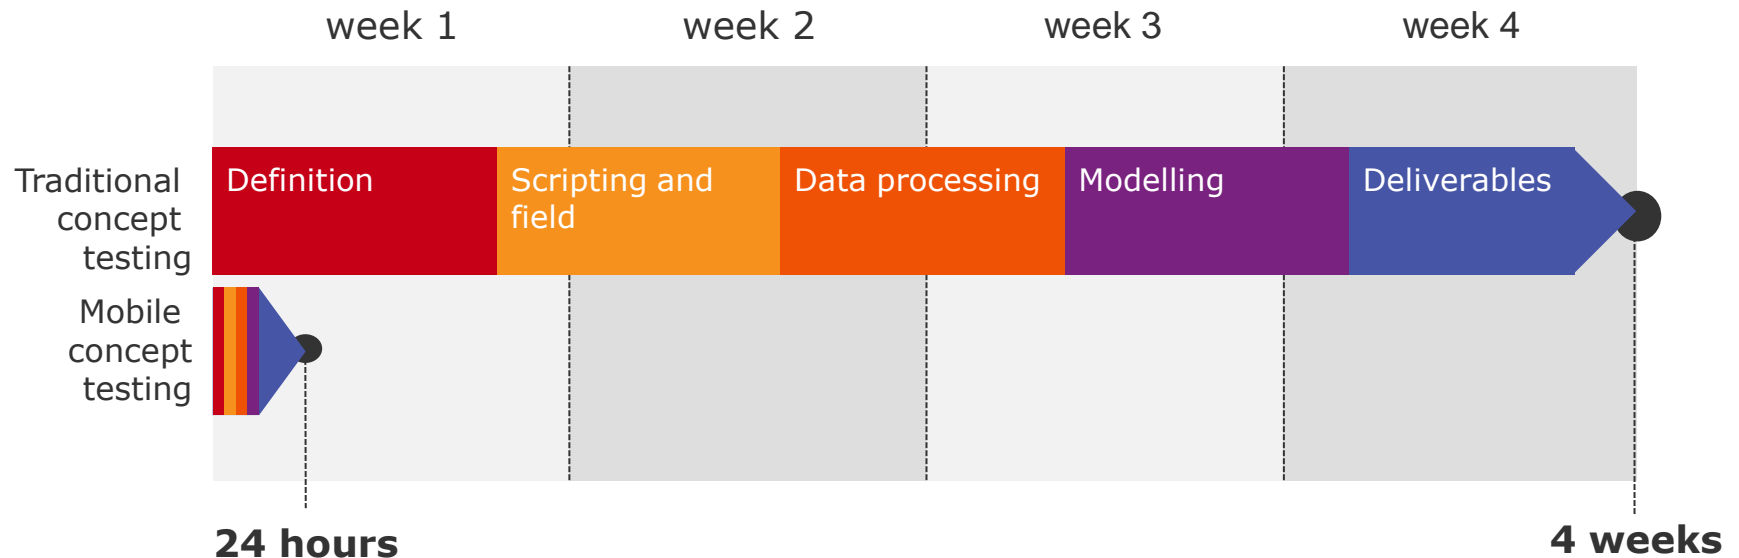 week 1
week 2
week 3
week 4
Traditional
concept
testing
Definition
Scripting and
field
Data processing
Modelling
Deliverables
Mobile
concept
testing
24 hours
4 weeks